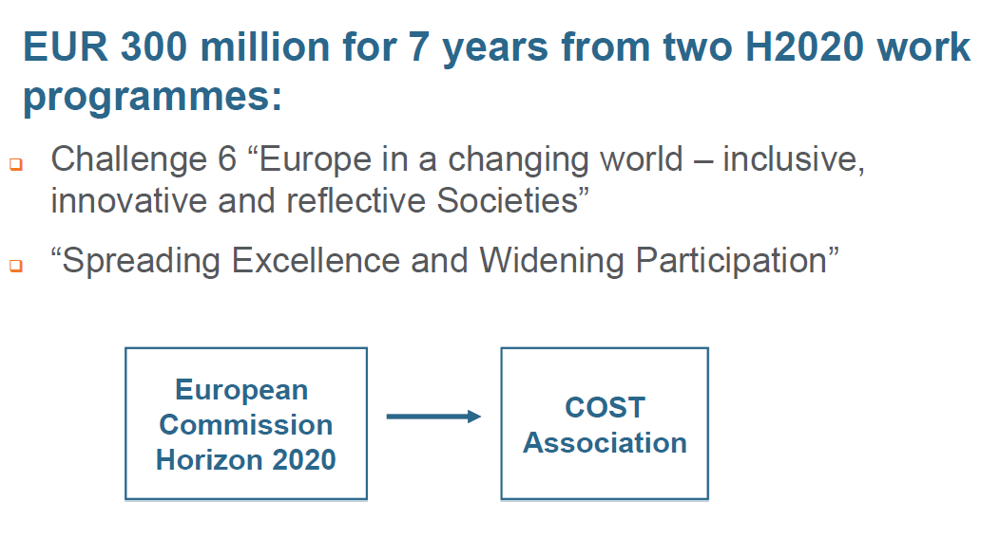 EUR 300 million for 7 years from two H2020 work
programmes:
Challenge 6 “Europe in a changing world – inclusive,
innovative and reflective Societies”
“Spreading Excellence and Widening Participation”
European
Commission
Horizon 2020
COST
Association